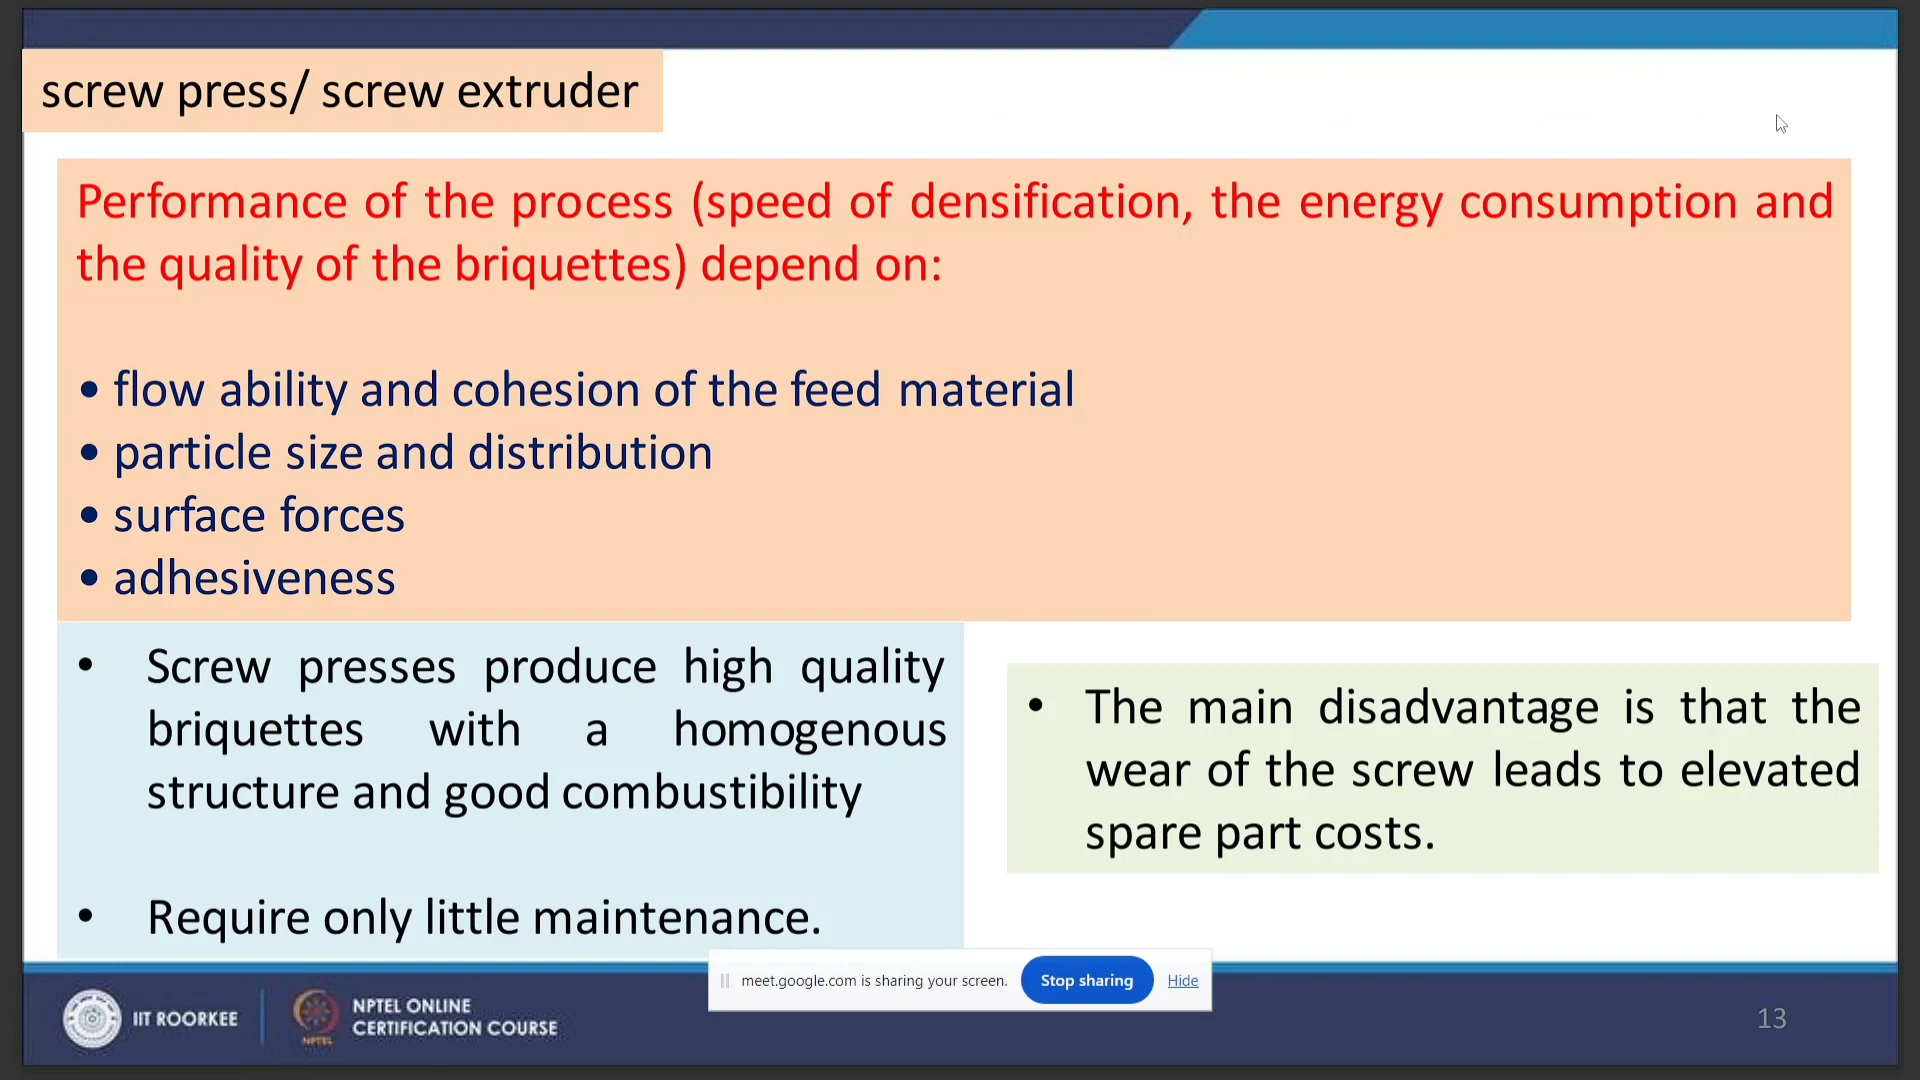 screw press/ screw extruder
Performance of the process (speed of densification, the energy consumption and
the quality of the briquettes) depend on:
• flow ability and cohesion of the feed material
• particle size and distribution
• surface forces
• adhesiveness
• Screw presses produce high quality
briquettes with a homogenous
structure and good combustibility
• Require only little maintenance.
• The main disadvantage is that the
wear of the screw leads to elevated
spare part costs.
meet.google.com is sharing your screen. Stop sharing Hide
IIT ROORKEE
NPTEL ONLINE
CERTIFICATION COURSE
NPTEL
13